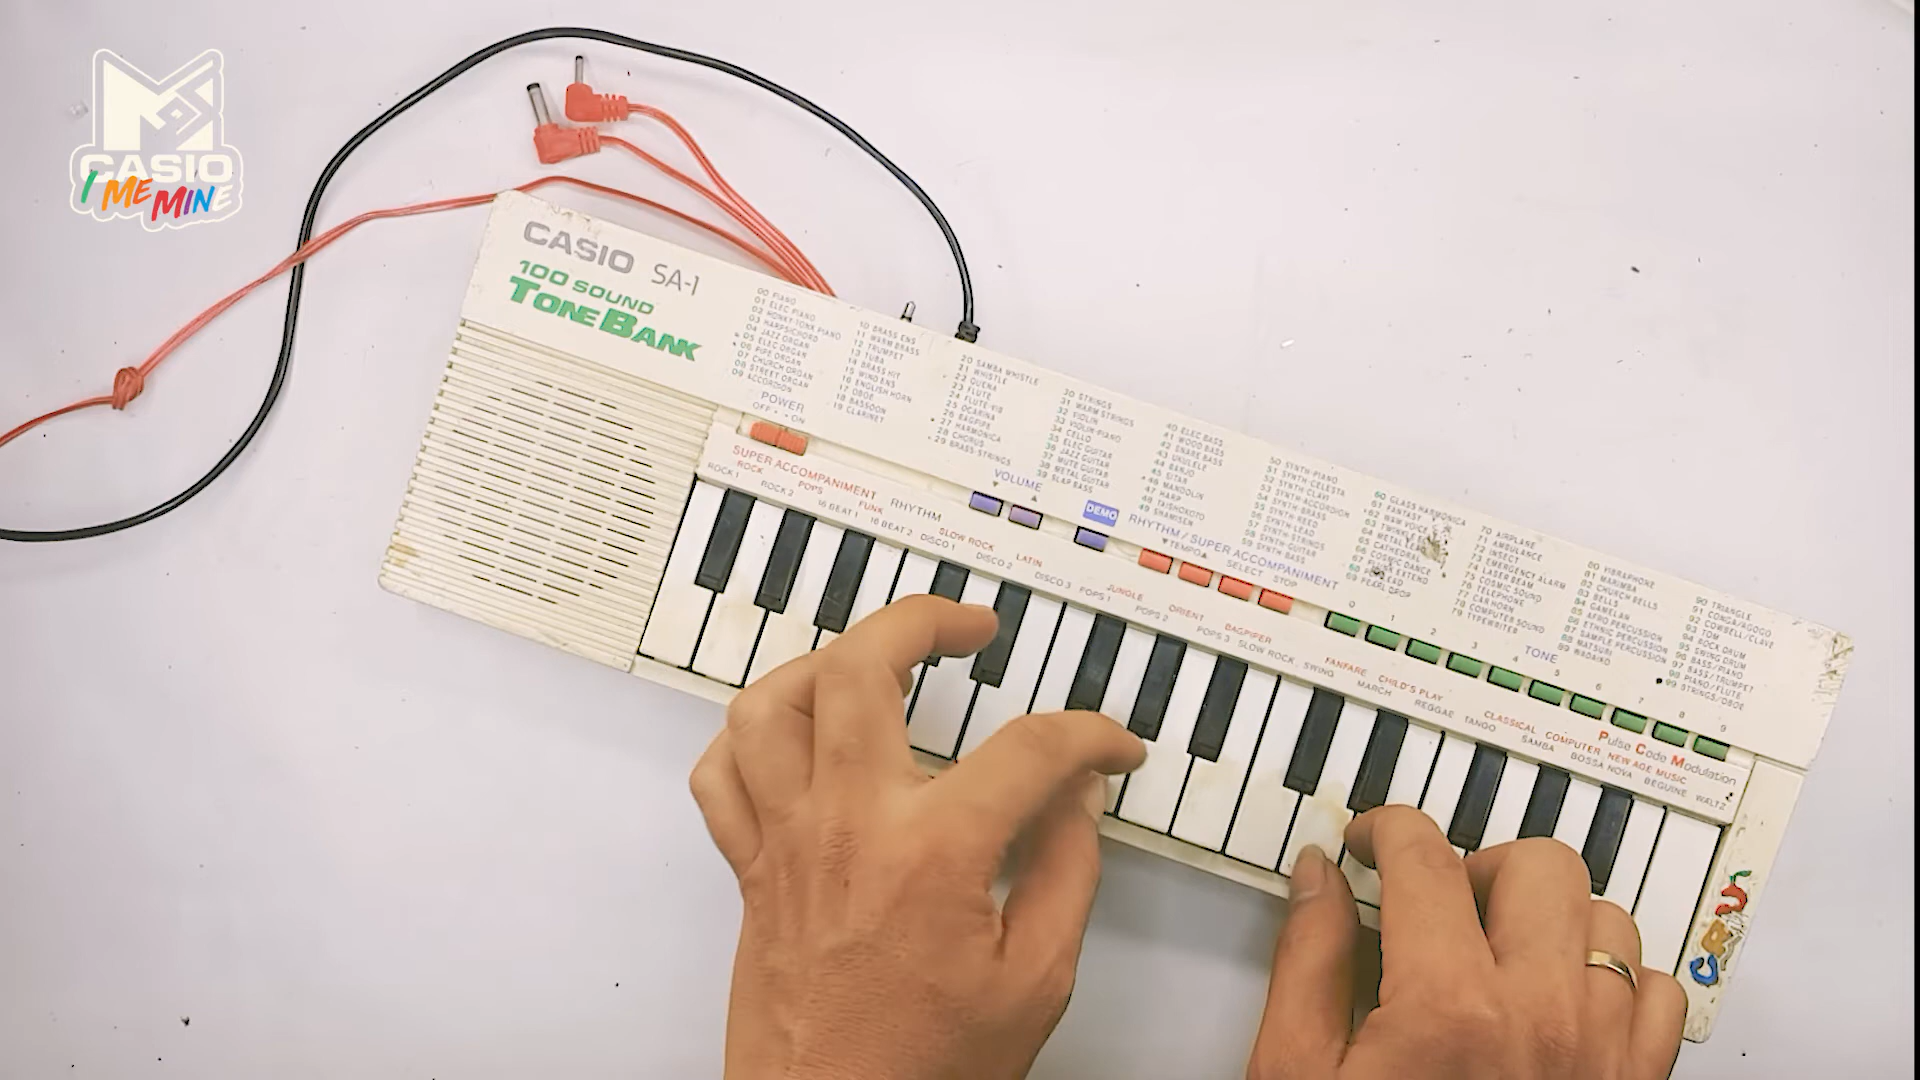 M
CASIO
I ME MINE
CASIO SA-1
100 SOUND
TONEBANK
00 PIANO
01 ELEC PIANO
02 HONKY-TONK PIANO
03 HARPSICHORD
04 JAZZ ORGAN
05 ELEC ORGAN
06 PIPE ORGAN
07 CHURCH ORGAN
08 STREET ORGAN
09 ACCORDION
10 BRASS ENS
11 WARM BRASS
12 TRUMPET
13 TUBA
14 BRASS HIT
15 WIND ENS
16 ENGLISH HORN
17 OBOE
18 BASSOON
19 CLARINET
20 SAMBA WHISTLE
21 WHISTLE
22 QUENA
23 FLUTE
24 FLUTE-VIB
25 OCARINA
26 BAGPIPE
27 HARMONICA
28 CHORUS
29 BRASS-STRINGS
30 STRINGS
31 WARM STRINGS
32 VIOLIN
33 VIOLIN-PIANO
34 CELLO
35 ELEC GUITAR
36 JAZZ GUITAR
37 MUTE GUITAR
38 METAL GUITAR
39 SLAP BASS
40 ELEC BASS
41 WOOD BASS
42 SNARE BASS
43 UKULELE
44 BANJO
45 SITAR
46 MANDOLIN
47 HARP
48 TAISHOKOTO
49 SHAMISEN
50 SYNTH-PIANO
51 SYNTH-CELESTA
52 SYNTH-CLAVI
53 SYNTH-ACCORDION
54 SYNTH-BRASS
55 SYNTH-REED
56 SYNTH-LEAD
57 SYNTH-STRINGS
58 SYNTH-GUITAR
59 SYNTH-BASS
60 GLASS HARMONICA
61 FANTASY
62 WAW VOICE
63 TWINKLE
64 METAL
65 CATHEDRAL
66 COSMIC DANCE
67 FUNK EXTEND
68 LEAD
69 PEARL DROP
70 AIRPLANE
71 AMBULANCE
72 INSECT
73 EMERGENCY ALARM
74 LASER BEAM
75 COSMIC SOUND
76 TELEPHONE
77 CAR HORN
78 COMPUTER SOUND
79 TYPEWRITER
80 VIBRAPHONE
81 MARIMBA
82 CHURCH BELLS
83 BELLS
84 GAMELAN
85 AFRO PERCUSSION
86 ETHNIC PERCUSSION
87 SAMPLE PERCUSSION
88 MATSURI
89 WADAIKO
90 TRIANGLE
91 CONGA/AGOGO
92 COWBELL/CLAVE
93 TOM
94 ROCK DRUM
95 SWING DRUM
96 BASS/PIANO
97 BASS/TRUMPET
98 PIANO/FLUTE
99 STRINGS/OBOE
POWER
OFF ON
VOLUME
DEMO
RHYTHM / SUPER ACCOMPANIMENT
TEMPO SELECT STOP
0 1 2 3 4 5 6 7 8 9
TONE
SUPER ACCOMPANIMENT RHYTHM
ROCK POPS FUNK SLOW ROCK LATIN JUNGLE ORIENT BAGPIPER FANFARE CHILD'S PLAY CLASSICAL COMPUTER NEW AGE MUSIC
ROCK 1 ROCK 2 16 BEAT 1 16 BEAT 2 DISCO 1 DISCO 2 DISCO 3 POPS 1 POPS 2 POPS 3 SLOW ROCK SWING MARCH REGGAE TANGO SAMBA BOSSA NOVA BEGUINE WALTZ
Pulse Code Modulation